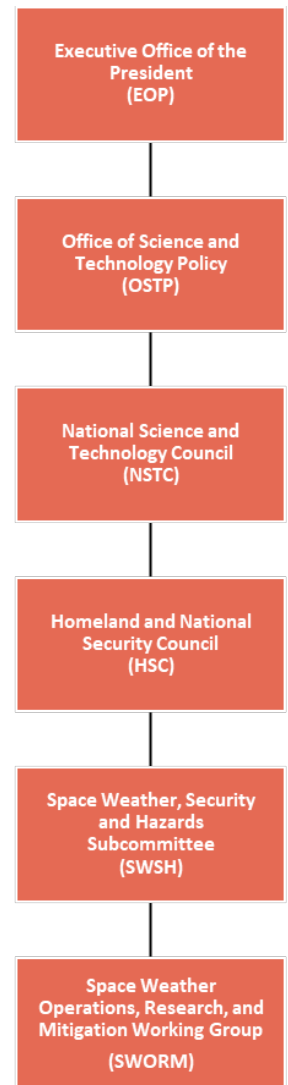 Executive Office of the
President
(EOP)
Office of Science and
Technology Policy
(OSTP)
National Science and
Technology Council
(NSTC)
Homeland and National
Security Council
(HSC)
Space Weather, Security
and Hazards
Subcommittee
(SWSH)
Space Weather
Operations, Research, and
Mitigation Working Group
(SWORM)